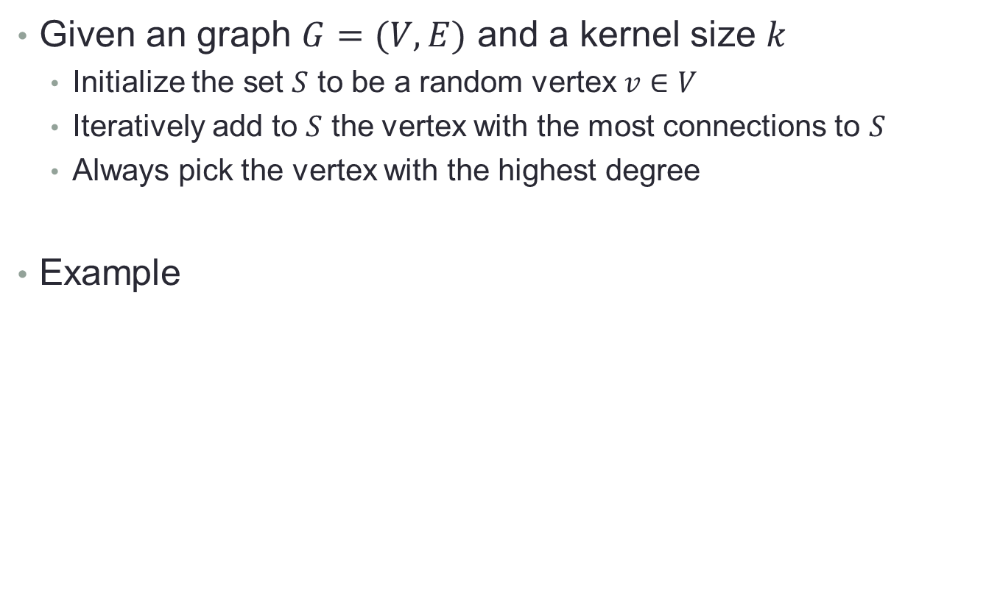 • Given an graph 𝐺 = (𝑉, 𝐸) and a kernel size 𝑘
• Initialize the set 𝑆 to be a random vertex 𝑣 ∈ 𝑉
• Iteratively add to 𝑆 the vertex with the most connections to 𝑆
• Always pick the vertex with the highest degree
• Example